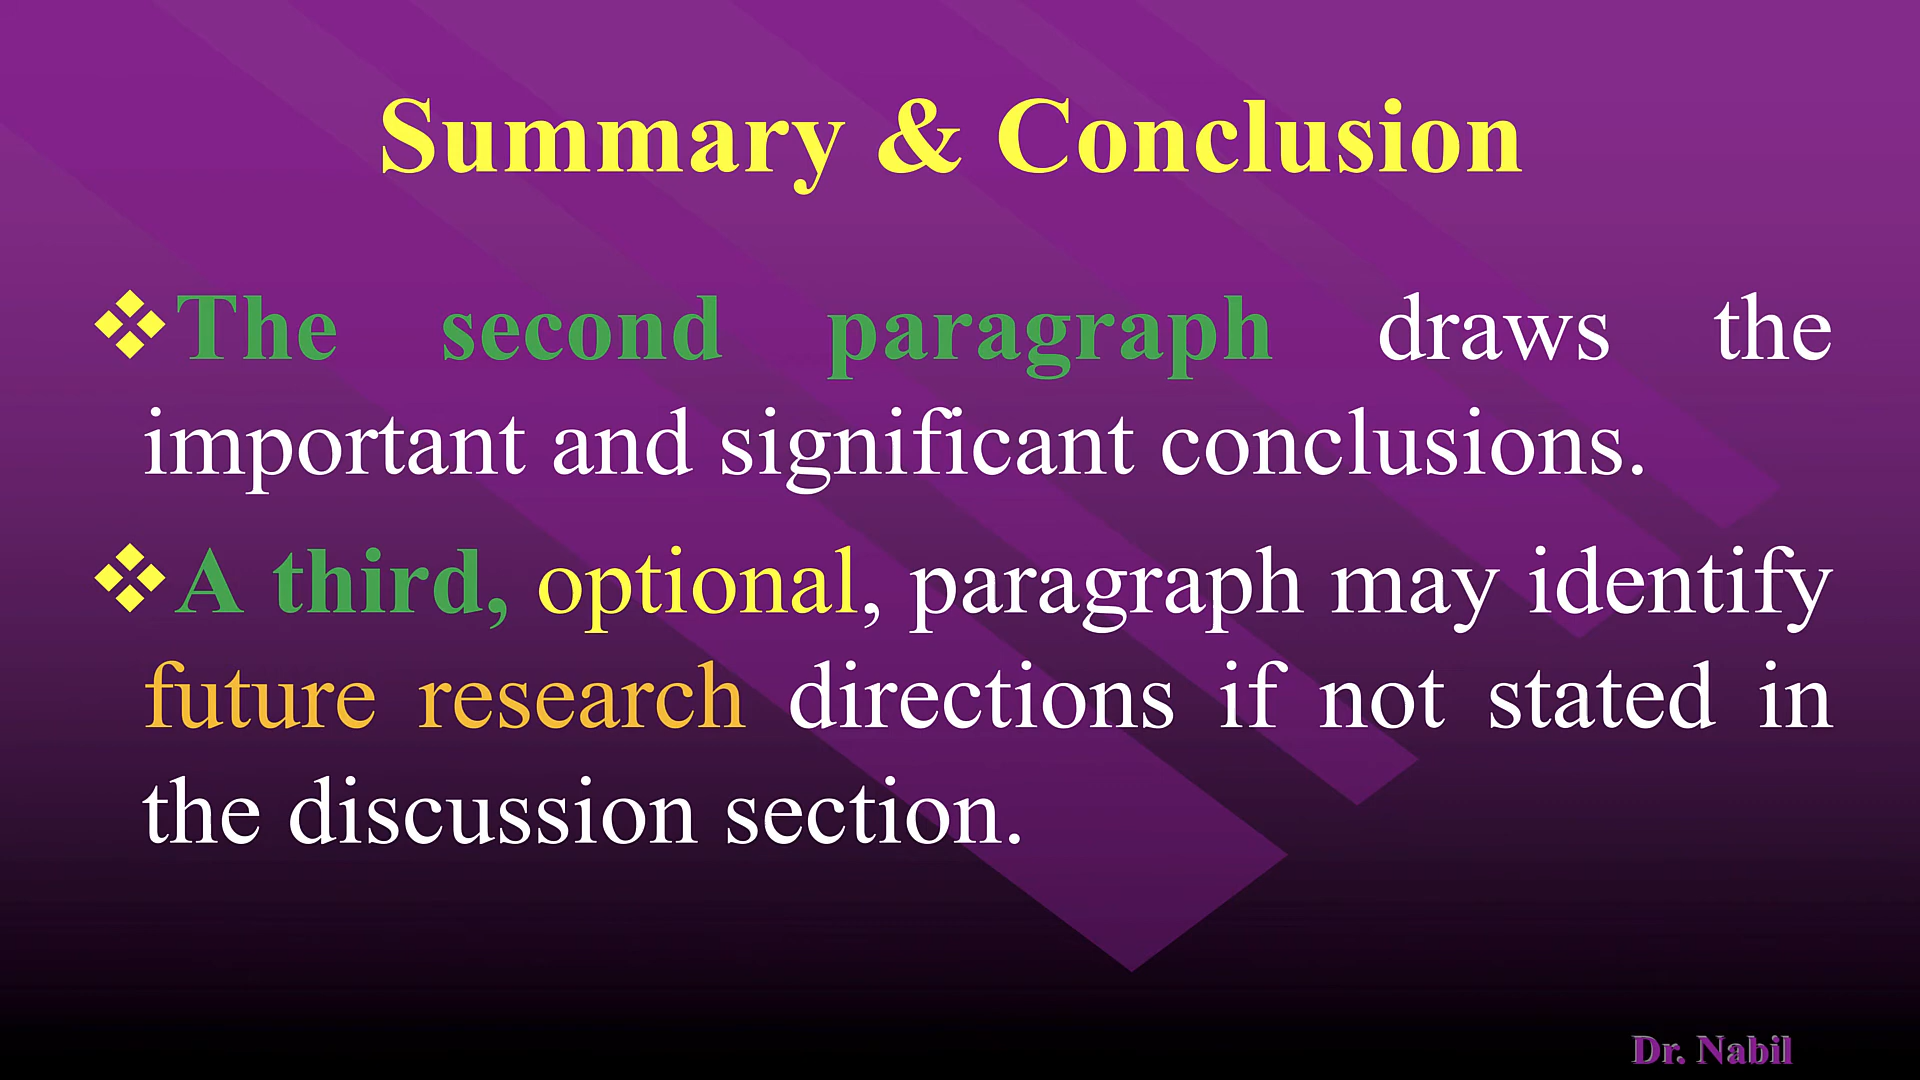 Summary & Conclusion
❖The second paragraph draws the
important and significant conclusions.
❖A third, optional, paragraph may identify
future research directions if not stated in
the discussion section.
Dr. Nabil